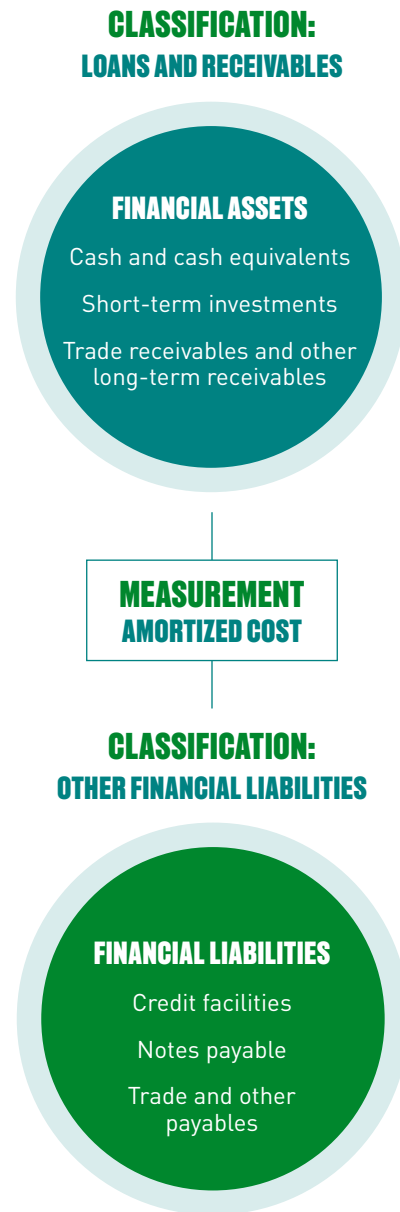 CLASSIFICATION:
LOANS AND RECEIVABLES
FINANCIAL ASSETS
Cash and cash equivalents
Short-term investments
Trade receivables and other
long-term receivables
MEASUREMENT
AMORTIZED COST
CLASSIFICATION:
OTHER FINANCIAL LIABILITIES
FINANCIAL LIABILITIES
Credit facilities
Notes payable
Trade and other
payables